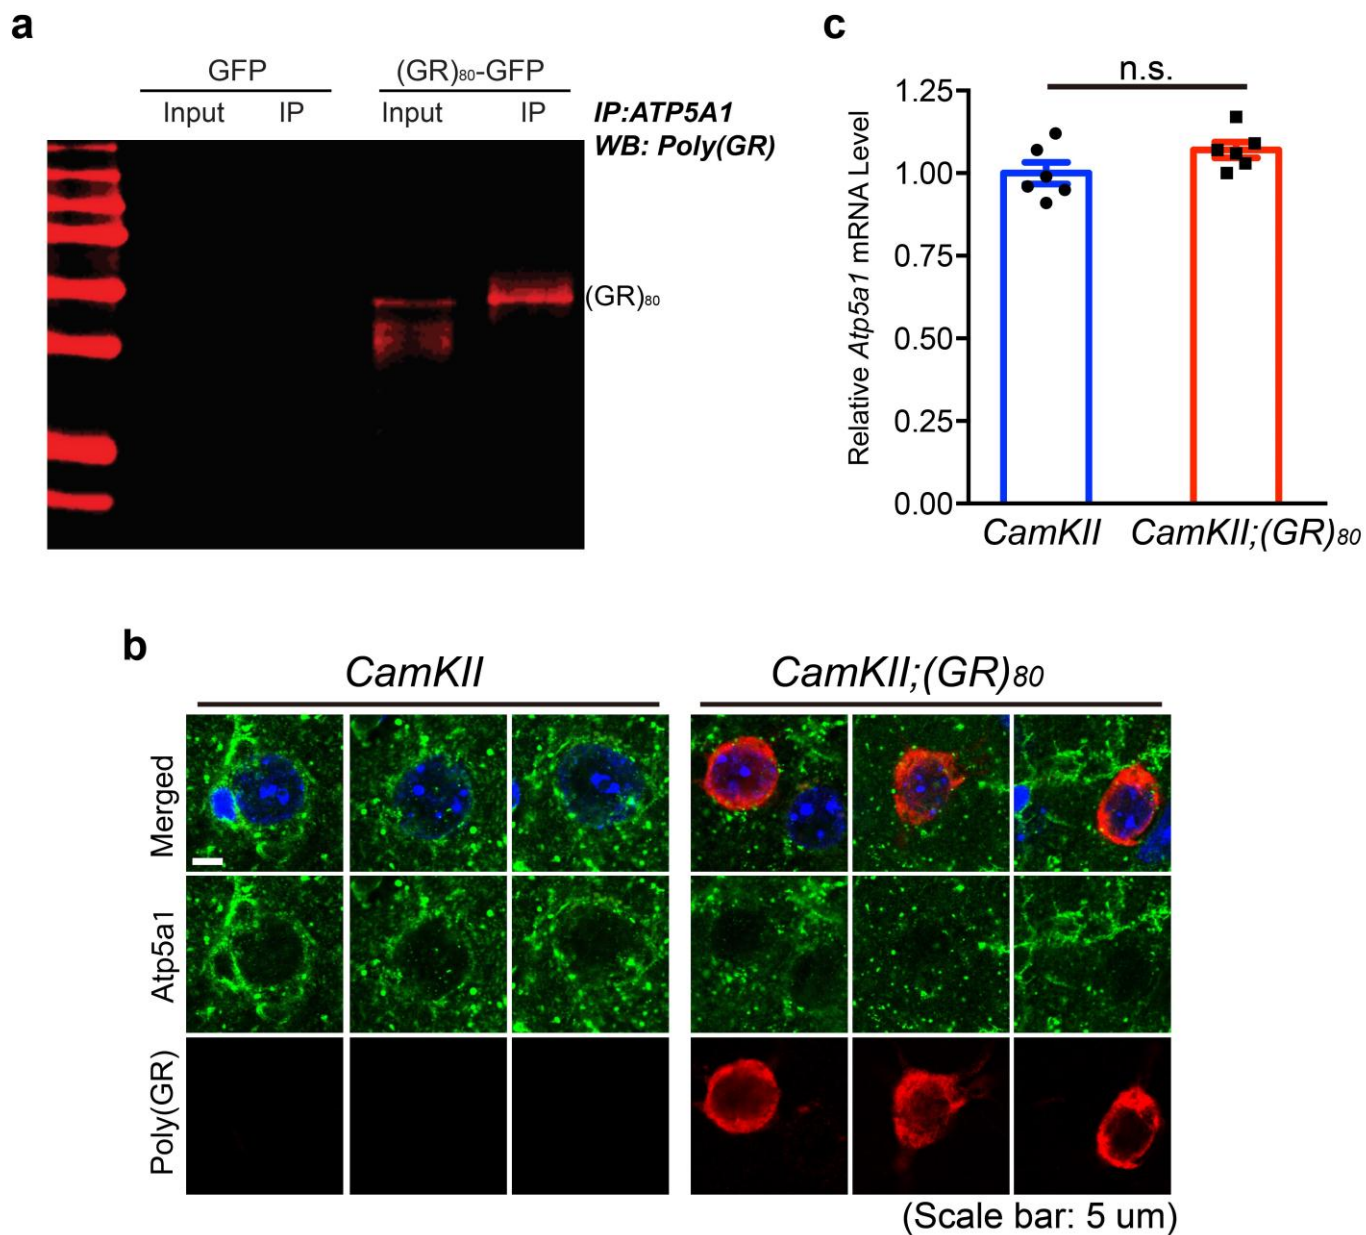 a
GFP
(GR)80-GFP
Input
IP
Input
IP
IP:ATP5A1
WB: Poly(GR)
(GR)80
c
n.s.
1.25
1.00
0.75
0.50
0.25
0.00
Relative Atp5a1 mRNA Level
CamKII
CamKII;(GR)80
b
CamKII
CamKII;(GR)80
Merged
Atp5a1
Poly(GR)
(Scale bar: 5 um)